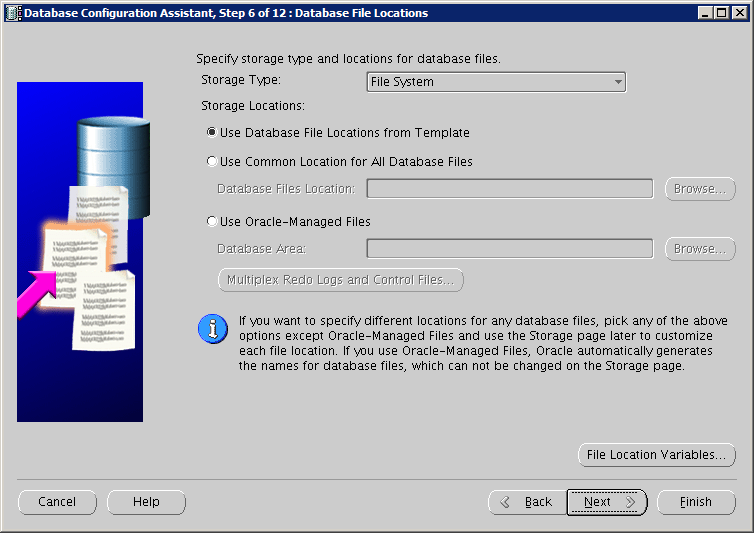 Database Configuration Assistant, Step 6 of 12 : Database File Locations
Specify storage type and locations for database files.
Storage Type:
File System
Storage Locations:
Use Database File Locations from Template
Use Common Location for All Database Files
Database Files Location:
Browse...
Use Oracle-Managed Files
Database Area:
Browse...
Multiplex Redo Logs and Control Files...
If you want to specify different locations for any database files, pick any of the above
options except Oracle-Managed Files and use the Storage page later to customize
each file location. If you use Oracle-Managed Files, Oracle automatically generates
the names for database files, which can not be changed on the Storage page.
File Location Variables...
Cancel
Help
Back
Next
Finish